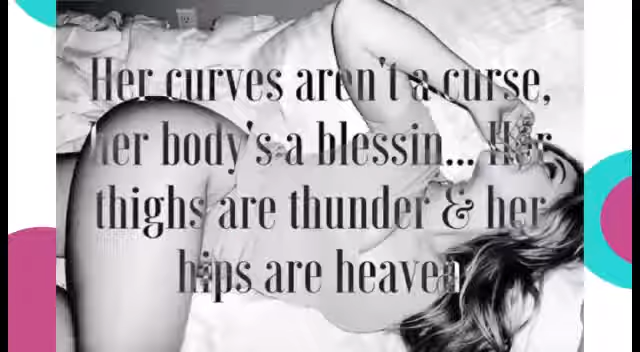 Her curves aren't a curse,
her body's a blessin... Her
thighs are thunder & her
hips are heaven